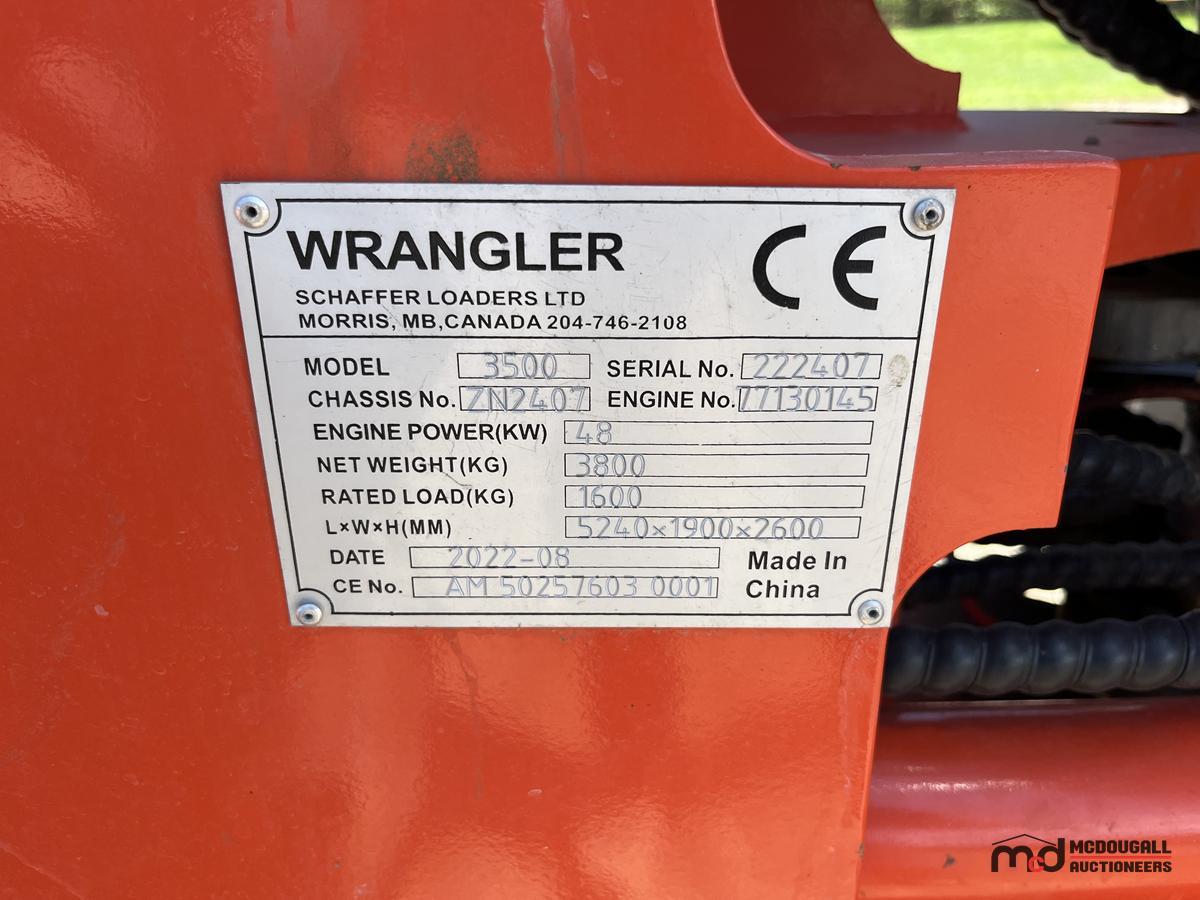 WRANGLER CE
SCHAFFER LOADERS LTD
MORRIS, MB,CANADA 204-746-2108
MODEL 3500 SERIAL No. 222407
CHASSIS No. ZN2407 ENGINE No. 77130145
ENGINE POWER(KW) 48
NET WEIGHT(KG) 3800
RATED LOAD(KG) 1600
L×W×H(MM) 5240×1900×2600
DATE 2022-08
CE No. AM 50257603 0001
Made In
China
mcd MCDOUGALL
AUCTIONEERS